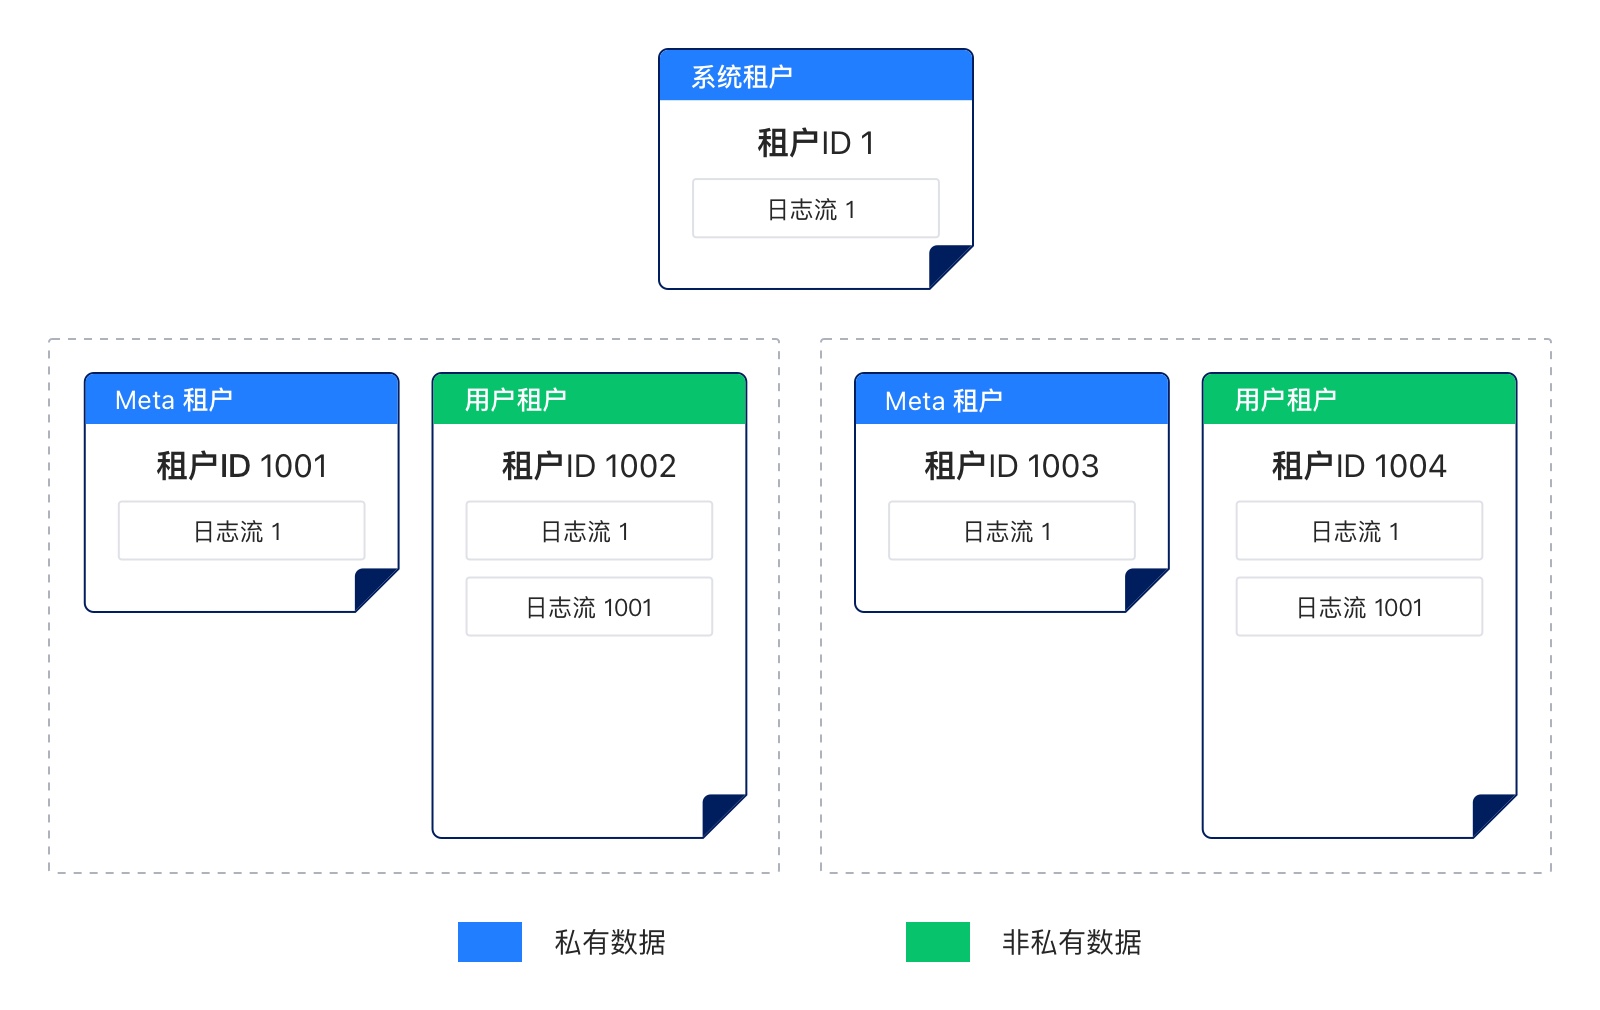 系统租户
租户ID 1
日志流 1
Meta 租户
租户ID 1001
日志流 1
用户租户
租户ID 1002
日志流 1
日志流 1001
Meta 租户
租户ID 1003
日志流 1
用户租户
租户ID 1004
日志流 1
日志流 1001
私有数据
非私有数据